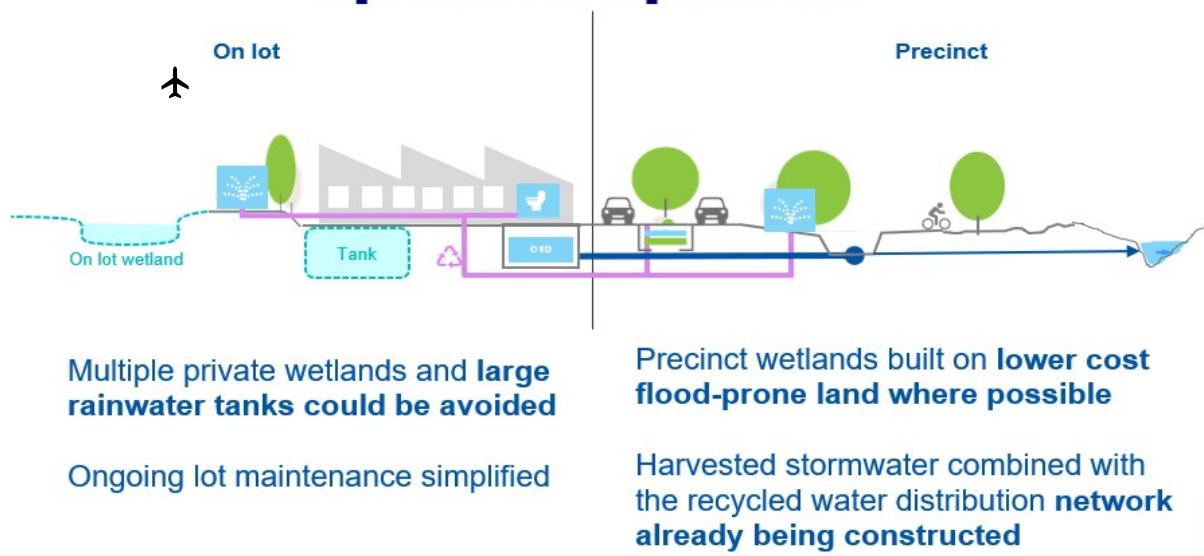 On lot
Precinct
On lot wetland
Tank
OSD
Multiple private wetlands and large
rainwater tanks could be avoided
Ongoing lot maintenance simplified
Precinct wetlands built on lower cost
flood-prone land where possible
Harvested stormwater combined with
the recycled water distribution network
already being constructed